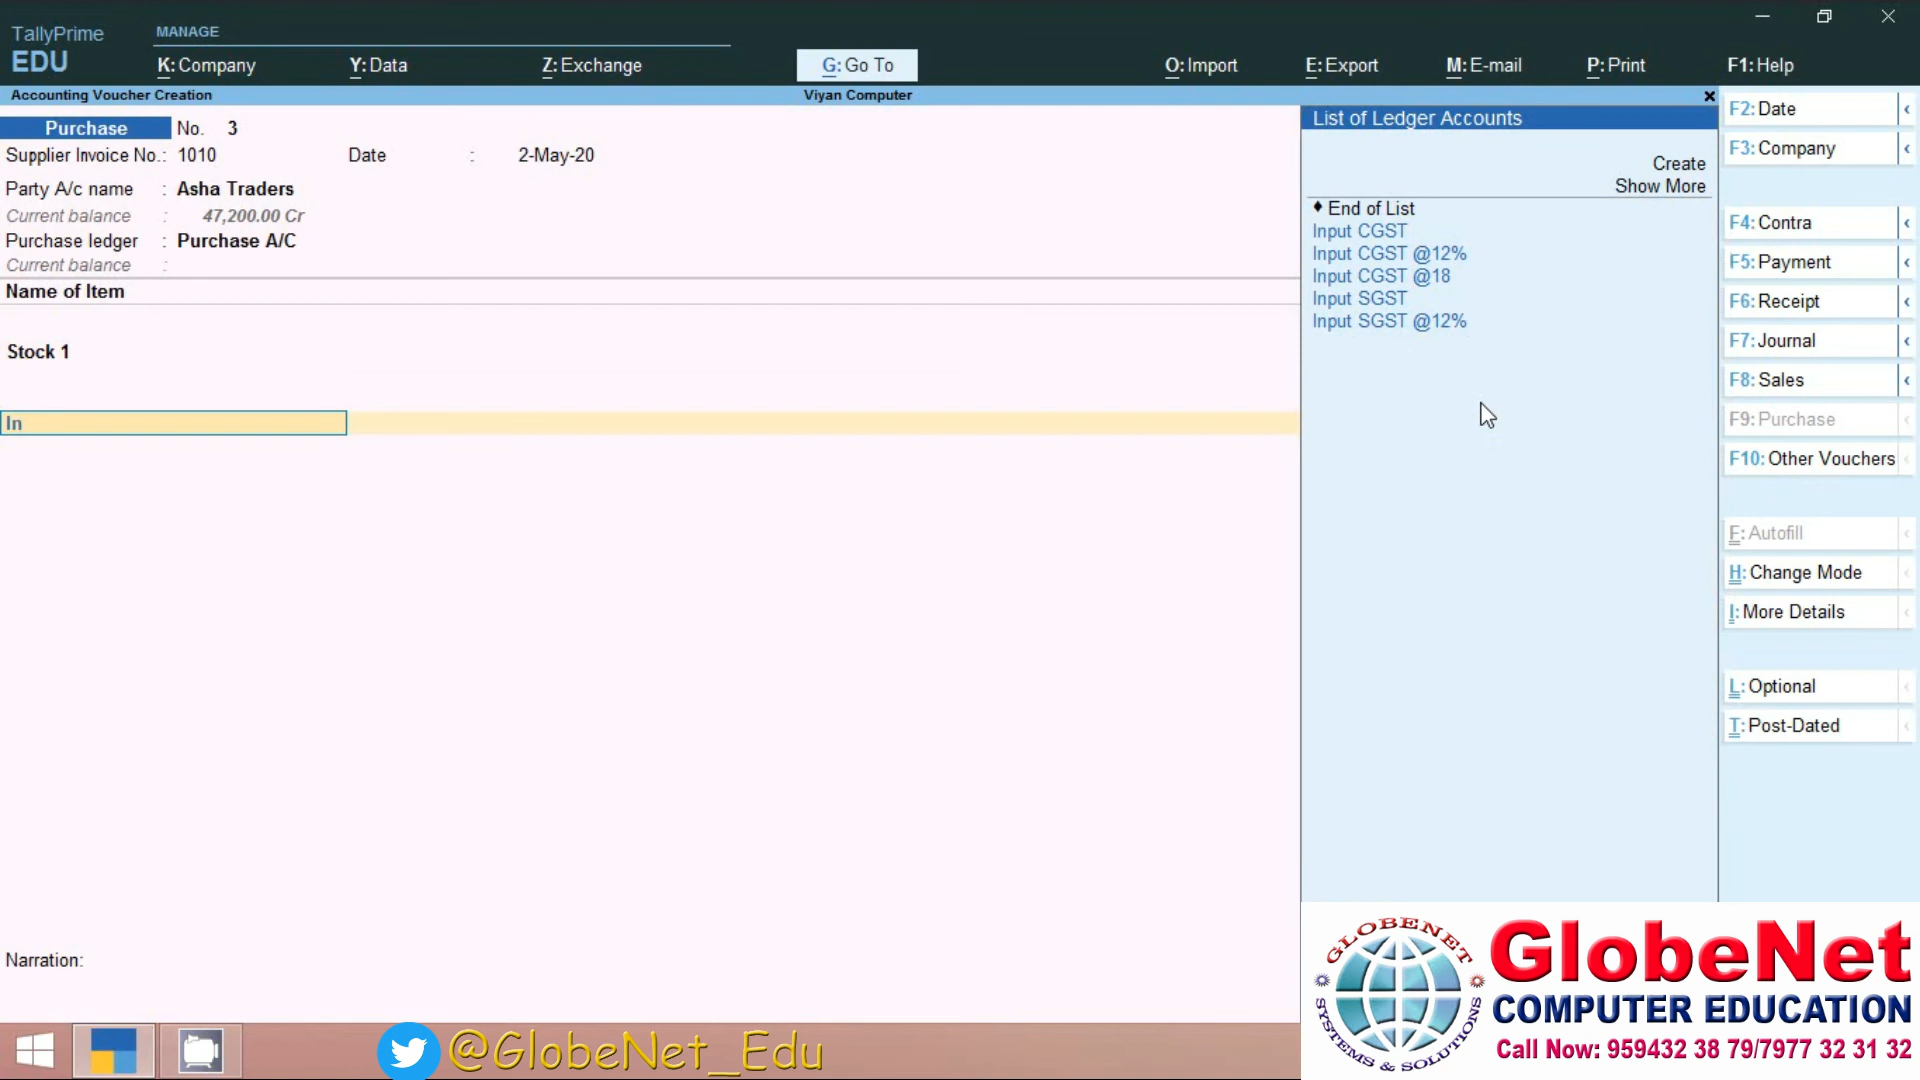 TallyPrime
EDU
MANAGE
K: Company
Y: Data
Z: Exchange
G: Go To
O: Import
E: Export
M: E-mail
P: Print
F1: Help
Accounting Voucher Creation
Viyan Computer
Purchase No. 3
Supplier Invoice No.: 1010 Date : 2-May-20
Party A/c name : Asha Traders
Current balance : 47,200.00 Cr
Purchase ledger : Purchase A/C
Current balance :
Name of Item
Stock 1
In
Narration:
List of Ledger Accounts
Create
Show More
♦ End of List
Input CGST
Input CGST @12%
Input CGST @18
Input SGST
Input SGST @12%
F2: Date
F3: Company
F4: Contra
F5: Payment
F6: Receipt
F7: Journal
F8: Sales
F9: Purchase
F10: Other Vouchers
F: Autofill
H: Change Mode
I: More Details
L: Optional
T: Post-Dated
@GlobeNet_Edu
GLOBENET
SYSTEMS & SOLUTIONS
GlobeNet
COMPUTER EDUCATION
Call Now: 959432 38 79/7977 32 31 32